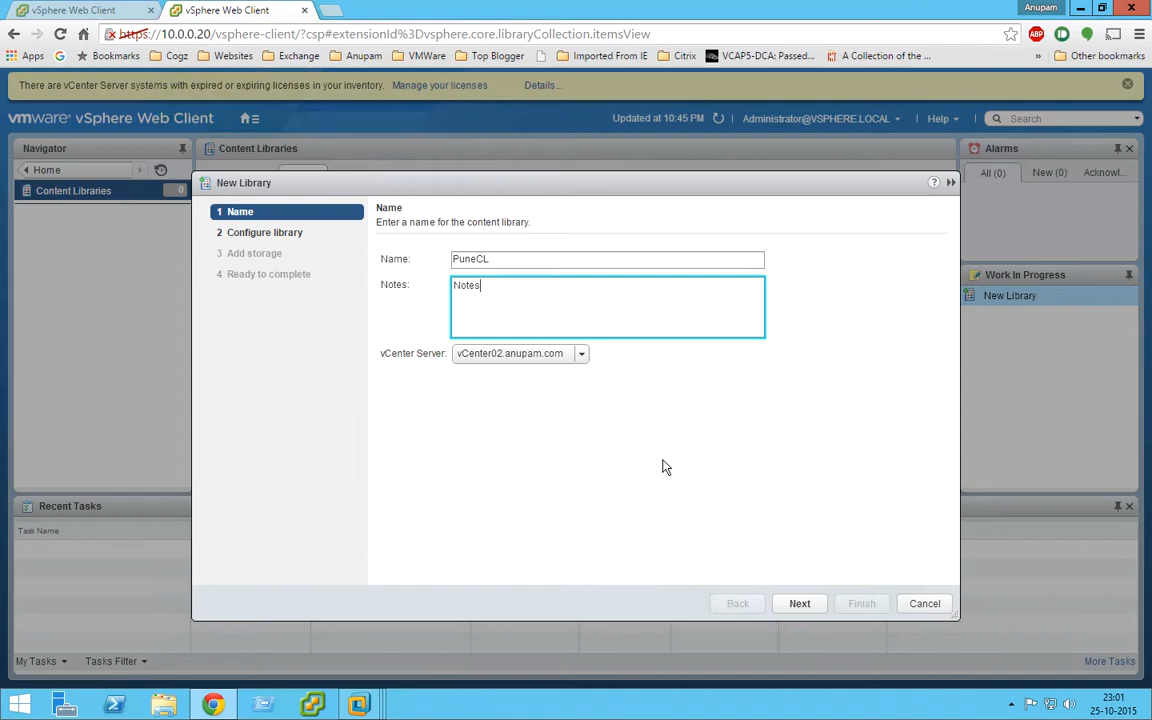 Anupam
vSphere Web Client
vSphere Web Client
https://10.0.0.20/vsphere-client/?csp#extensionId%3Dvsphere.core.libraryCollection.itemsView
ABP
Apps
Bookmarks
Cogz
Websites
Exchange
Anupam
VMWare
Top Blogger
Imported From IE
Citrix
VCAP5-DCA: Passed...
A Collection of the ...
»
Other bookmarks
There are vCenter Server systems with expired or expiring licenses in your inventory.
Manage your licenses
Details...
vmware® vSphere Web Client
Updated at 10:45 PM
Administrator@VSPHERE.LOCAL
Help
Search
Navigator
Content Libraries
Alarms
Home
All (0)
New (0)
Acknowl...
Content Libraries
0
New Library
1 Name
2 Configure library
3 Add storage
4 Ready to complete
Name
Enter a name for the content library.
Name:
PuneCL
Notes:
Notes
vCenter Server:
vCenter02.anupam.com
Work In Progress
New Library
Recent Tasks
Task Name
Back
Next
Finish
Cancel
My Tasks
Tasks Filter
More Tasks
23:01
25-10-2015